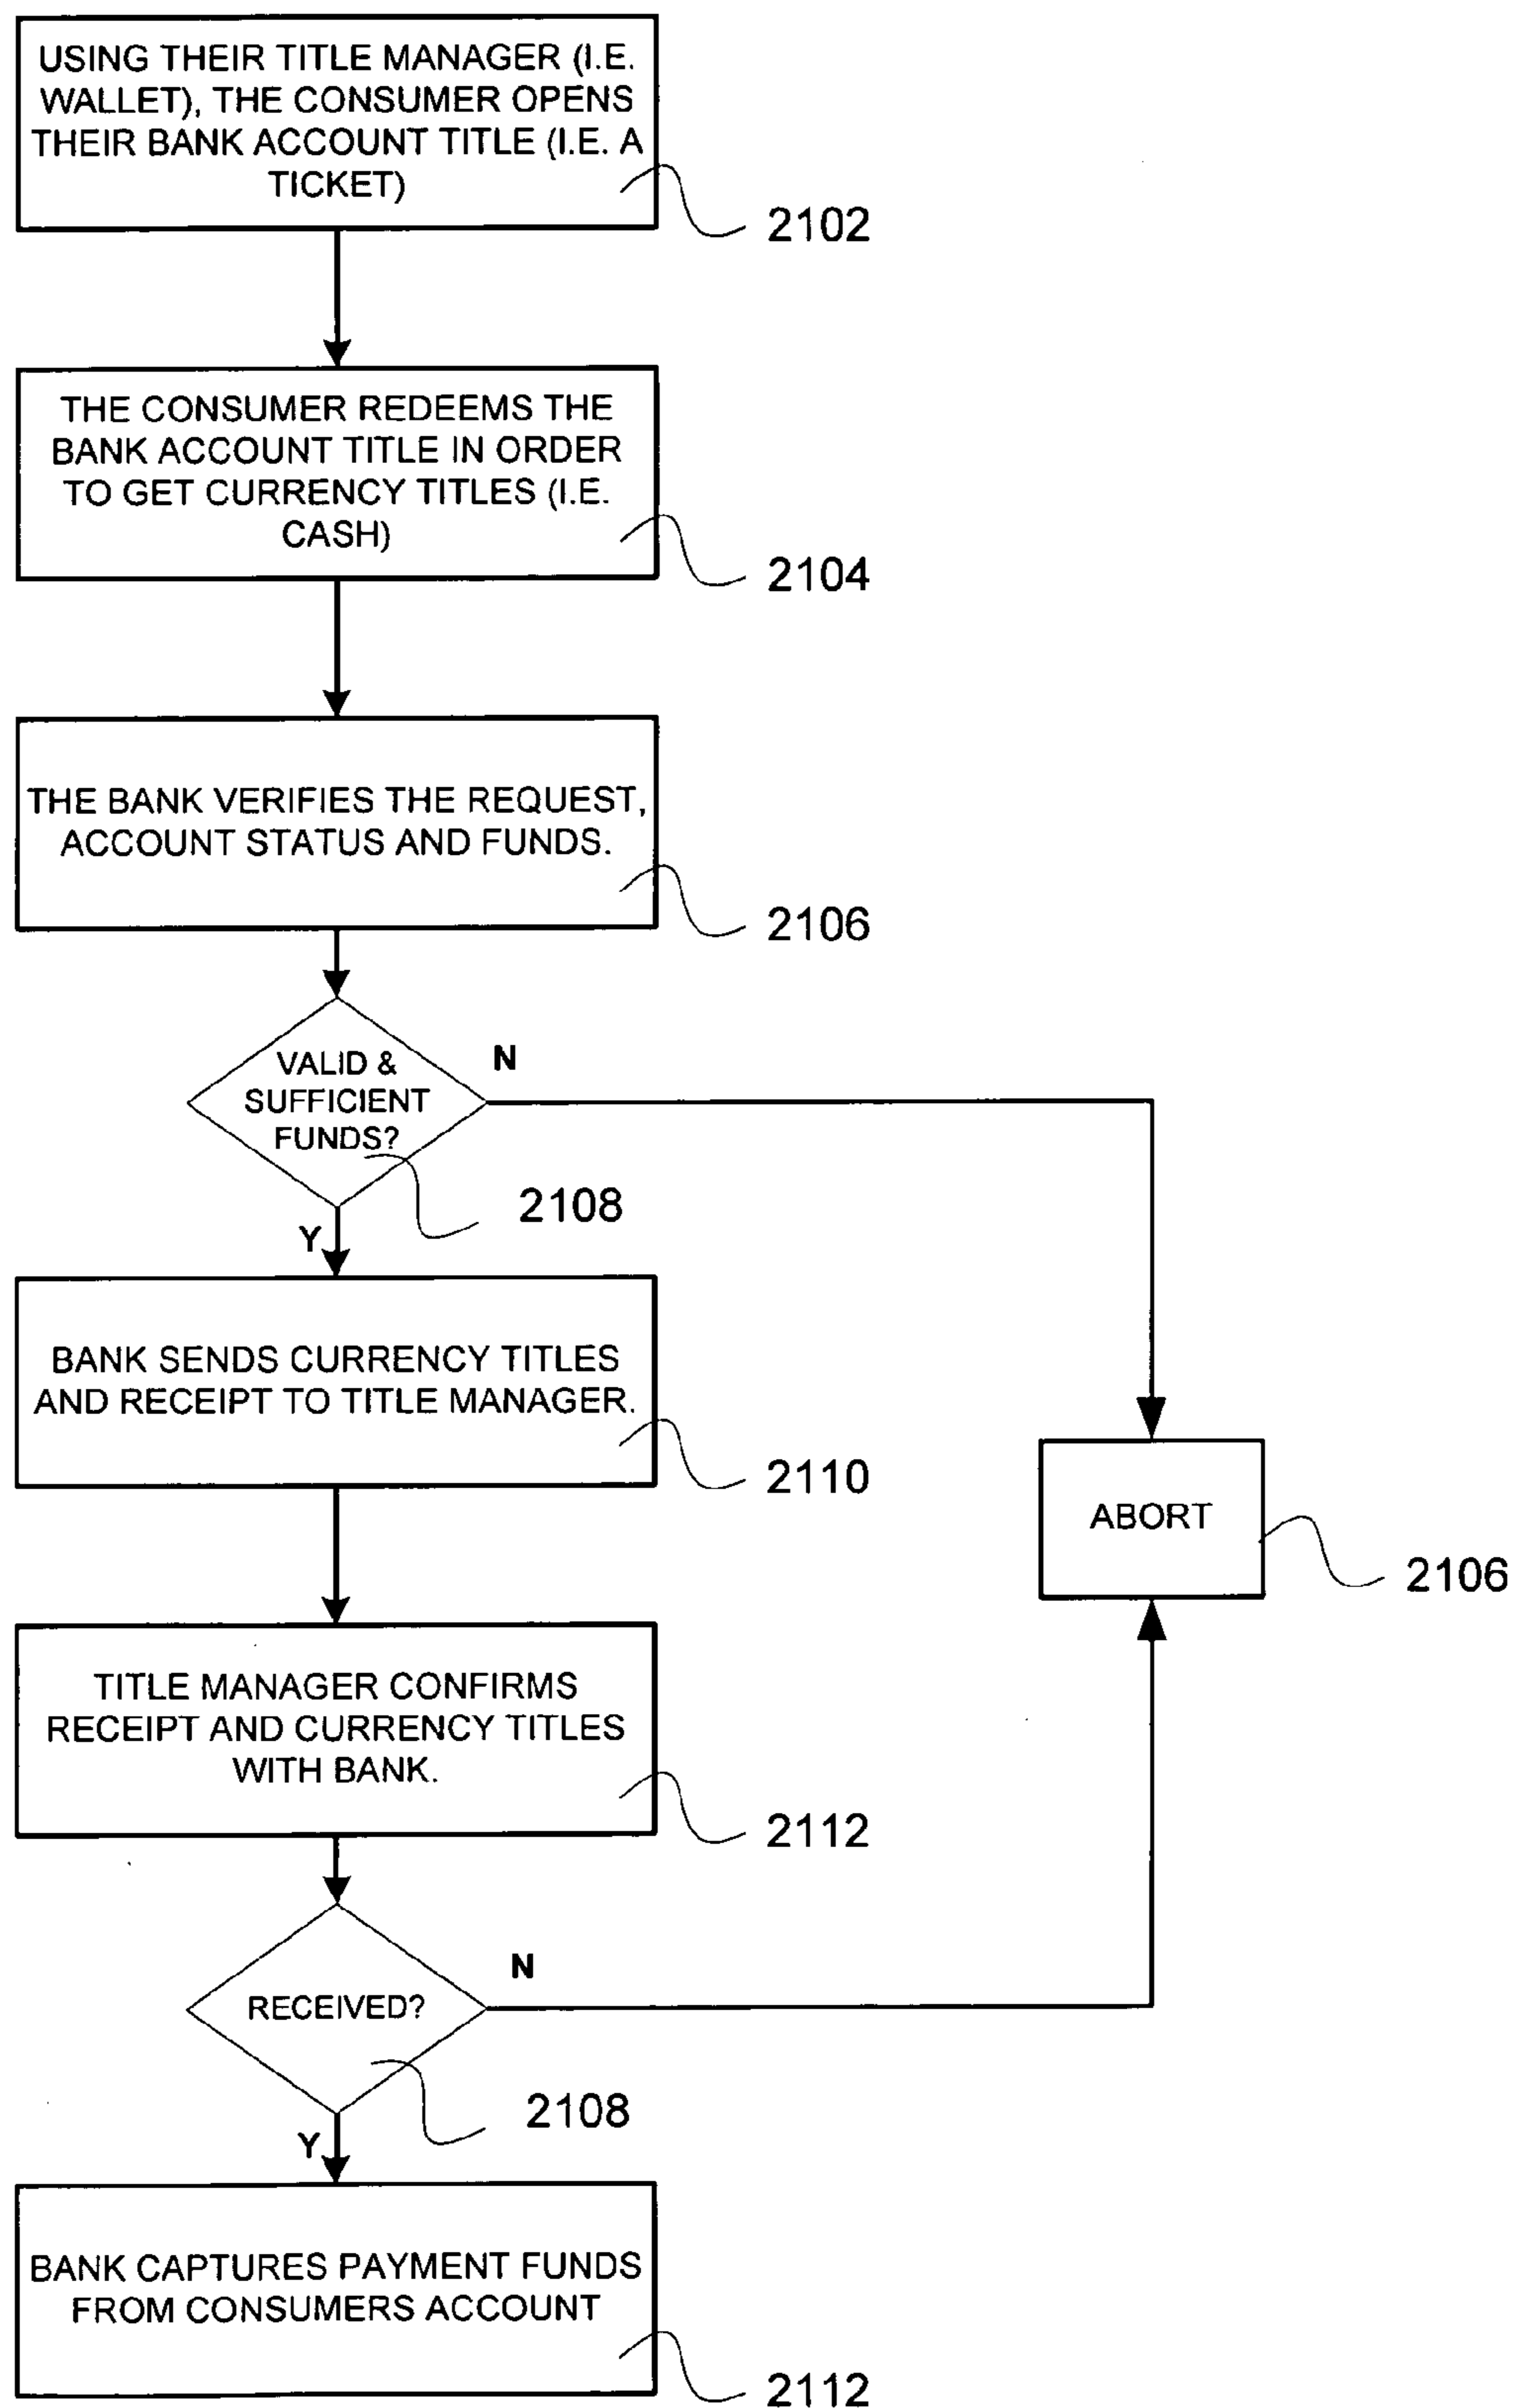 USING THEIR TITLE MANAGER (I.E.
WALLET), THE CONSUMER OPENS
THEIR BANK ACCOUNT TITLE (I.E. A
TICKET)
2102
THE CONSUMER REDEEMS THE
BANK ACCOUNT TITLE IN ORDER
TO GET CURRENCY TITLES (I.E.
CASH)
2104
THE BANK VERIFIES THE REQUEST,
ACCOUNT STATUS AND FUNDS.
2106
VALID &
SUFFICIENT
FUNDS?
N
2108
Y
BANK SENDS CURRENCY TITLES
AND RECEIPT TO TITLE MANAGER.
2110
ABORT
2106
TITLE MANAGER CONFIRMS
RECEIPT AND CURRENCY TITLES
WITH BANK.
2112
RECEIVED?
N
2108
Y
BANK CAPTURES PAYMENT FUNDS
FROM CONSUMERS ACCOUNT
2112